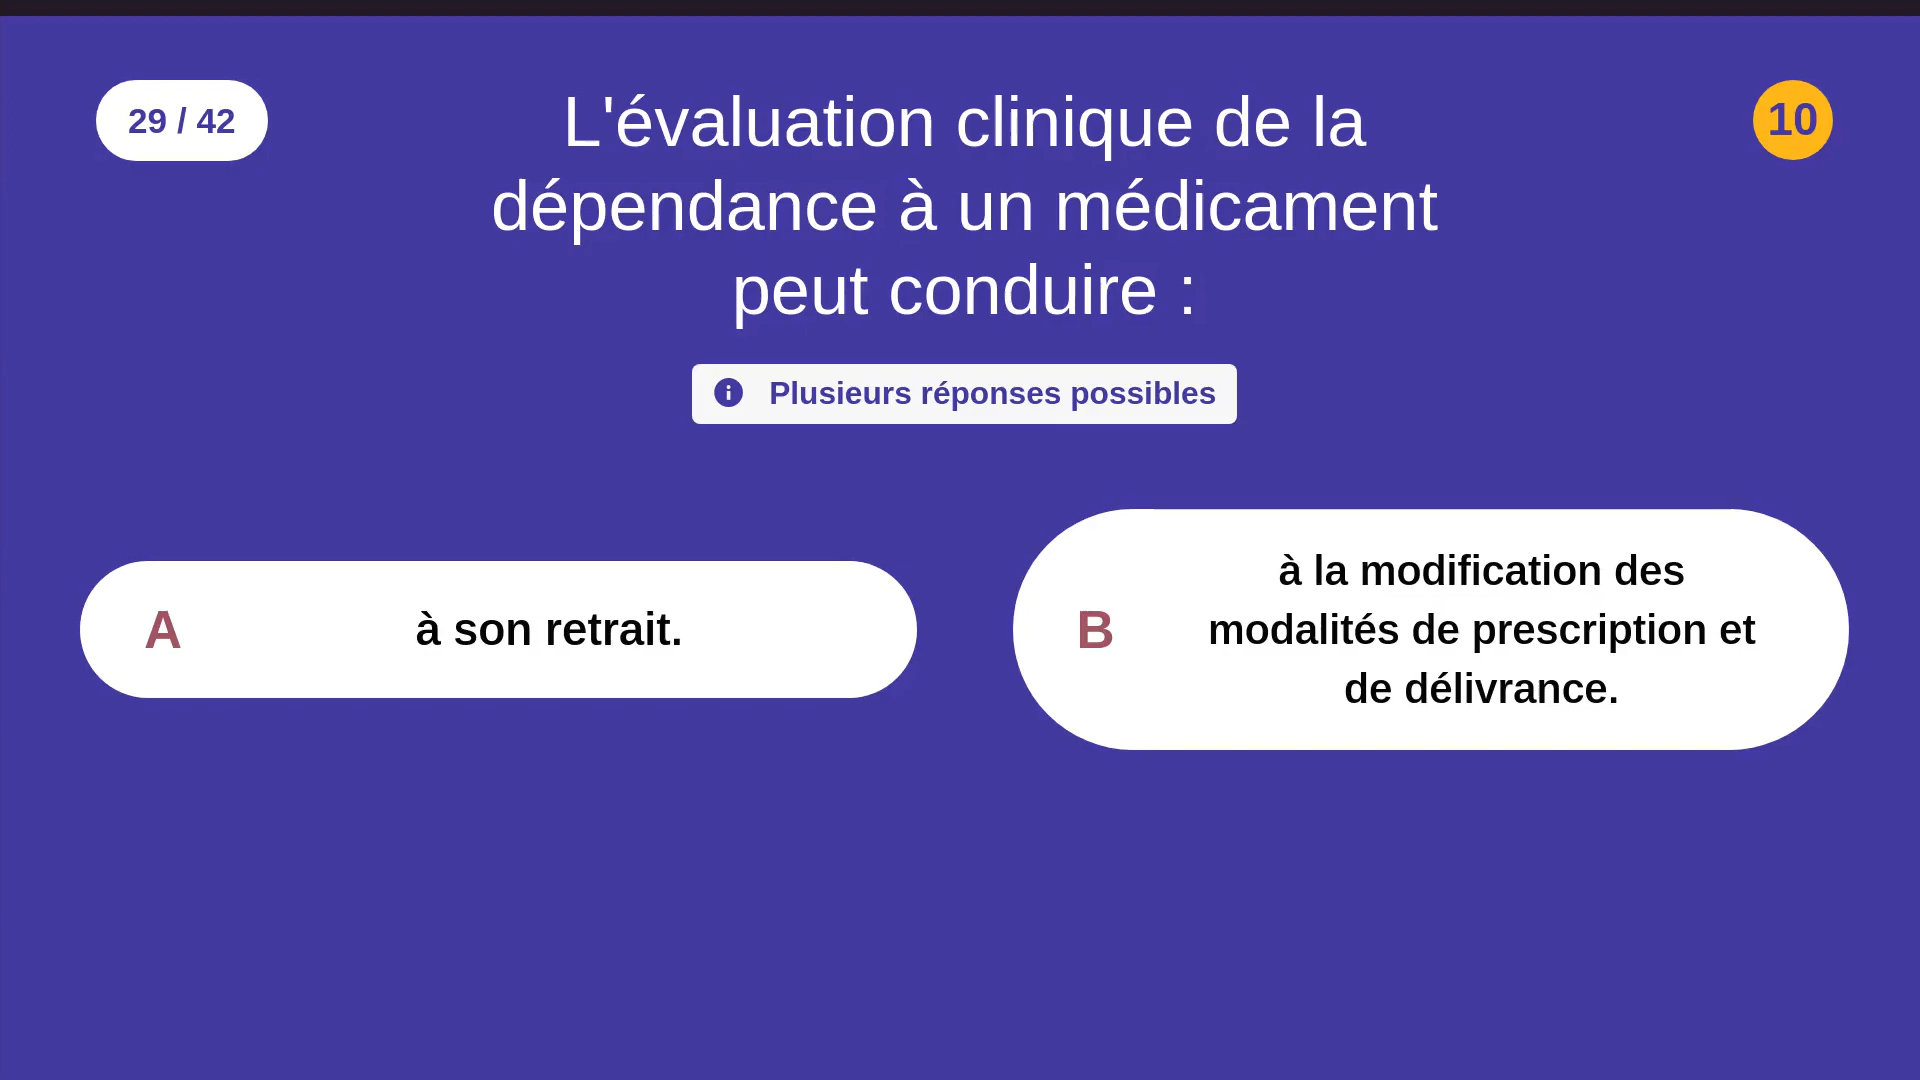 29 / 42
L'évaluation clinique de la
dépendance à un médicament
peut conduire :
10
Plusieurs réponses possibles
A
à son retrait.
B
à la modification des
modalités de prescription et
de délivrance.